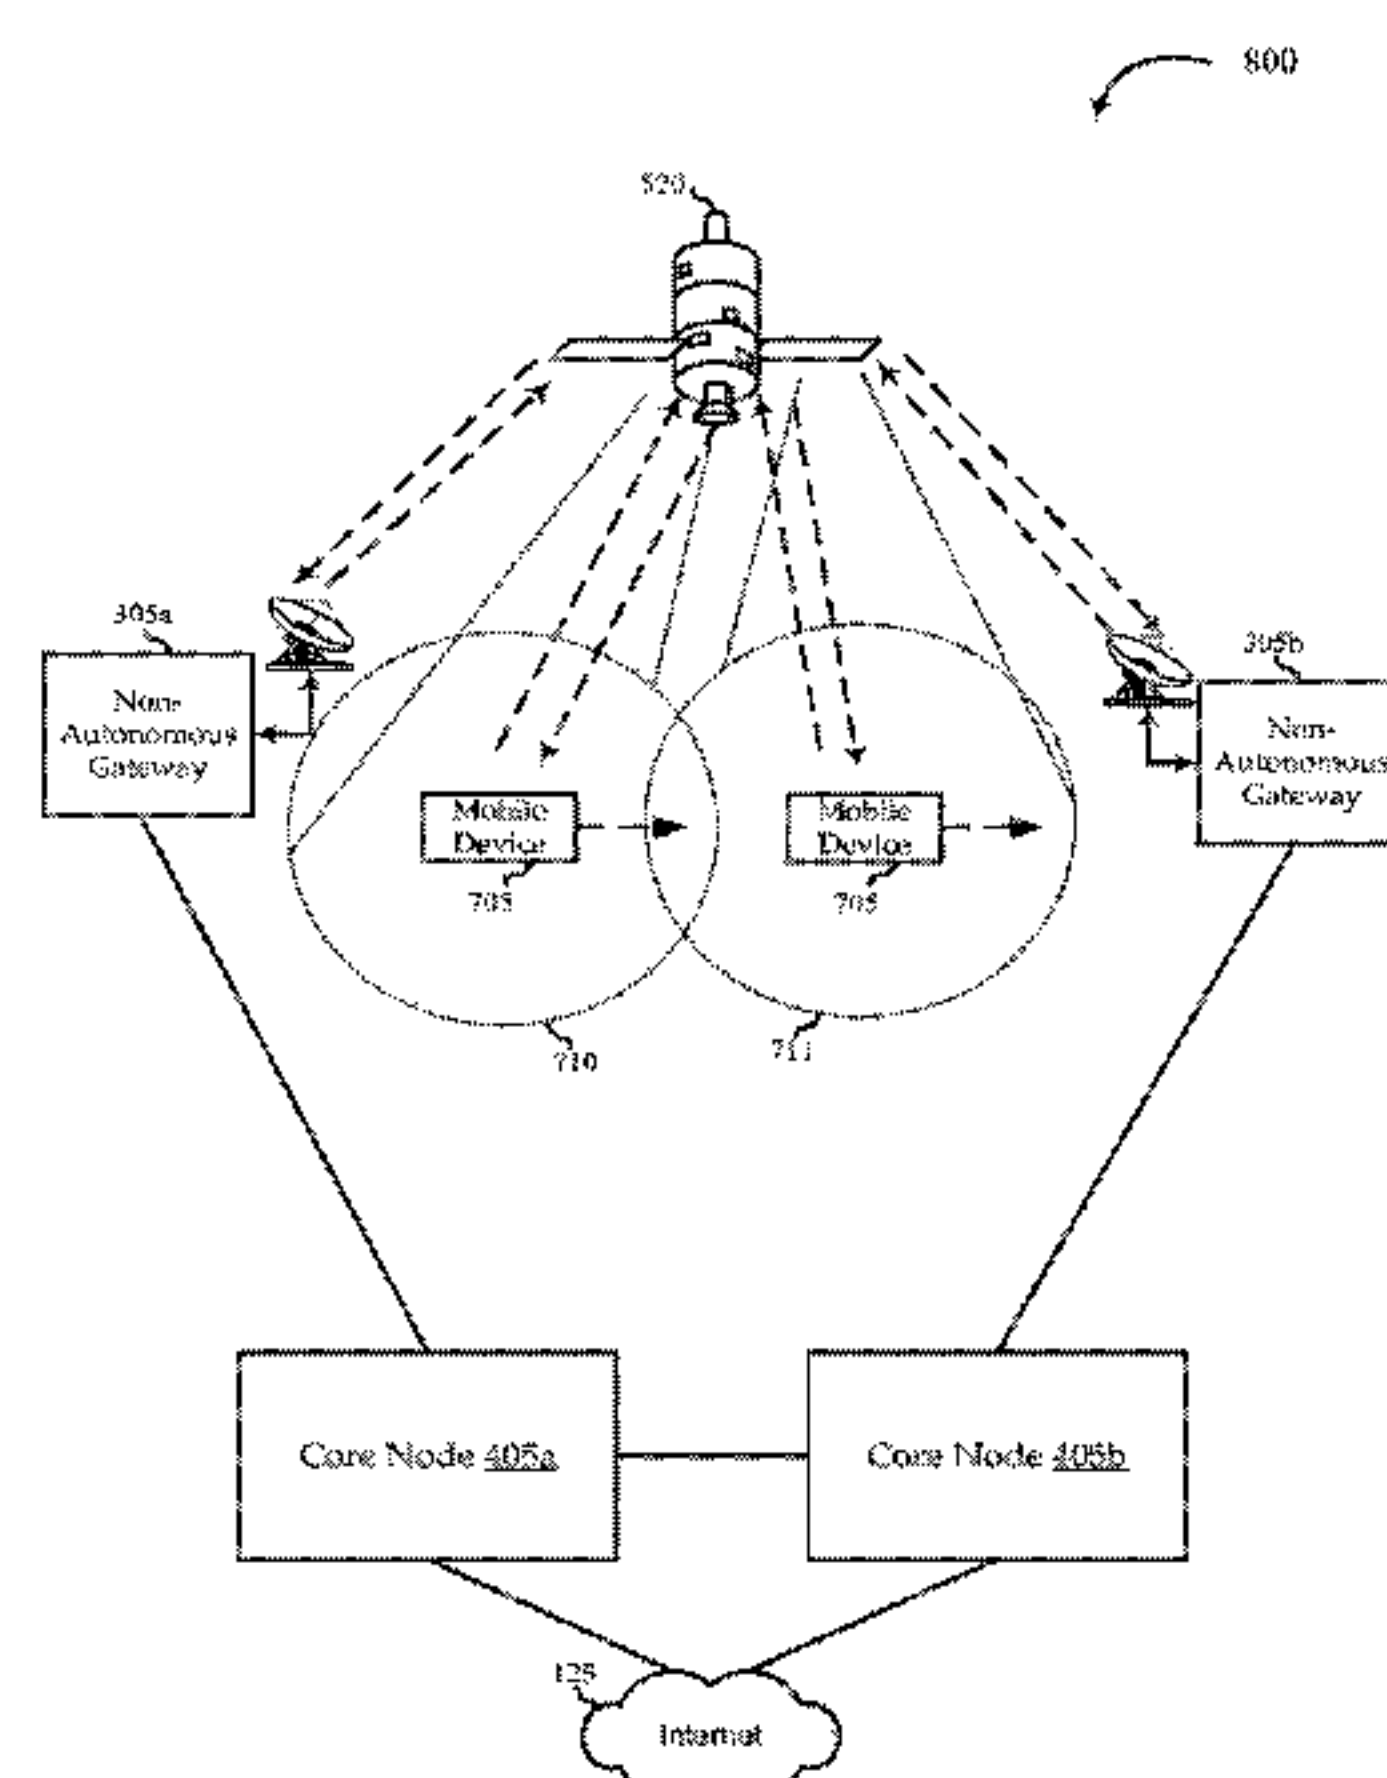 800
520
305a
Non-
Autonomous
Gateway
305b
Non-
Autonomous
Gateway
Mobile
Device
705
Mobile
Device
705
710
711
Core Node 405a
Core Node 405b
125
Internet